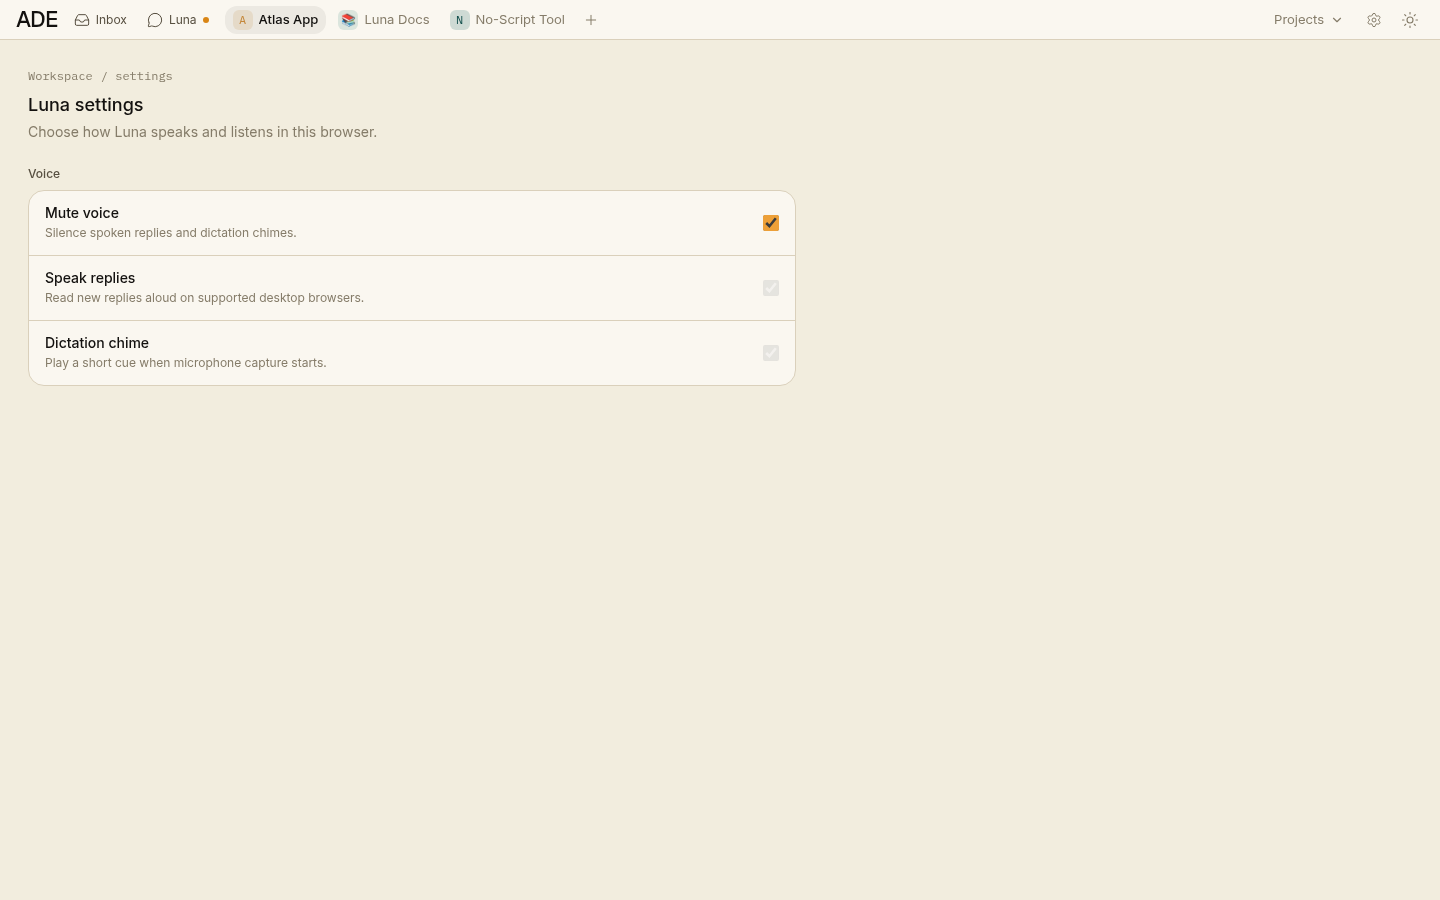 ADE Inbox Luna A Atlas App Luna Docs N No-Script Tool Projects
Workspace / settings
Luna settings
Choose how Luna speaks and listens in this browser.
Voice
Mute voice
Silence spoken replies and dictation chimes.
Speak replies
Read new replies aloud on supported desktop browsers.
Dictation chime
Play a short cue when microphone capture starts.